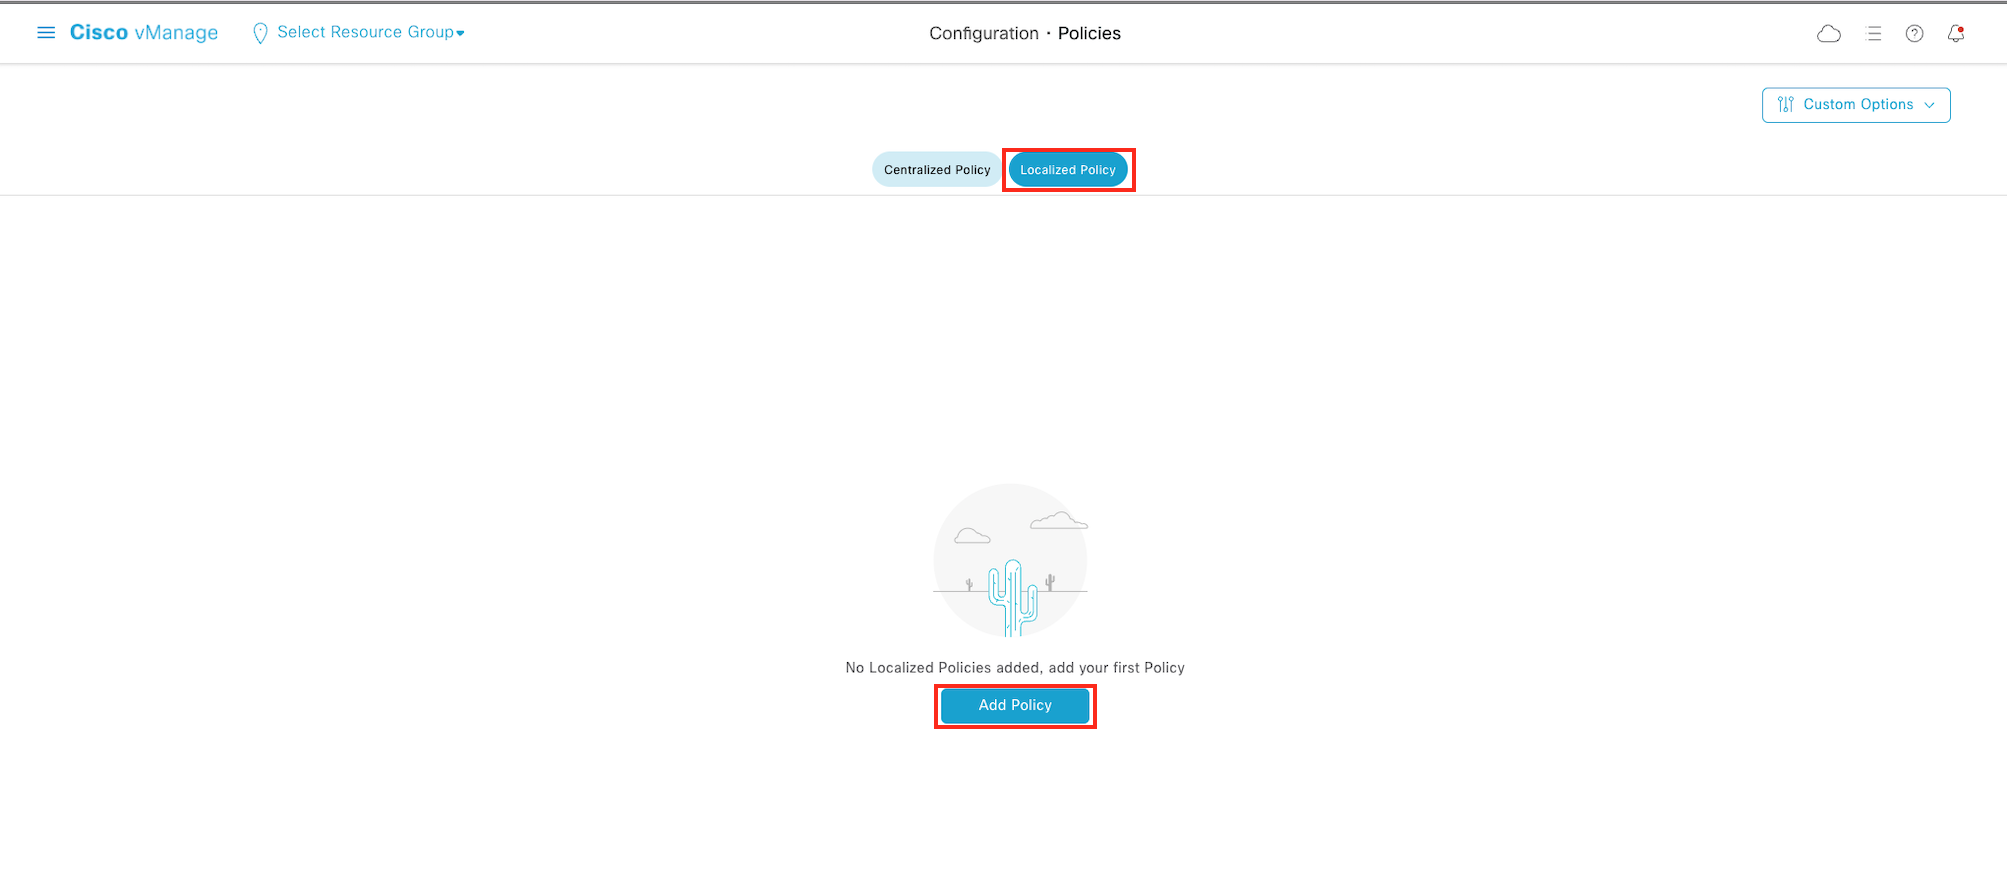 Cisco vManage Select Resource Group Configuration · Policies
Custom Options
Centralized Policy Localized Policy
No Localized Policies added, add your first Policy
Add Policy